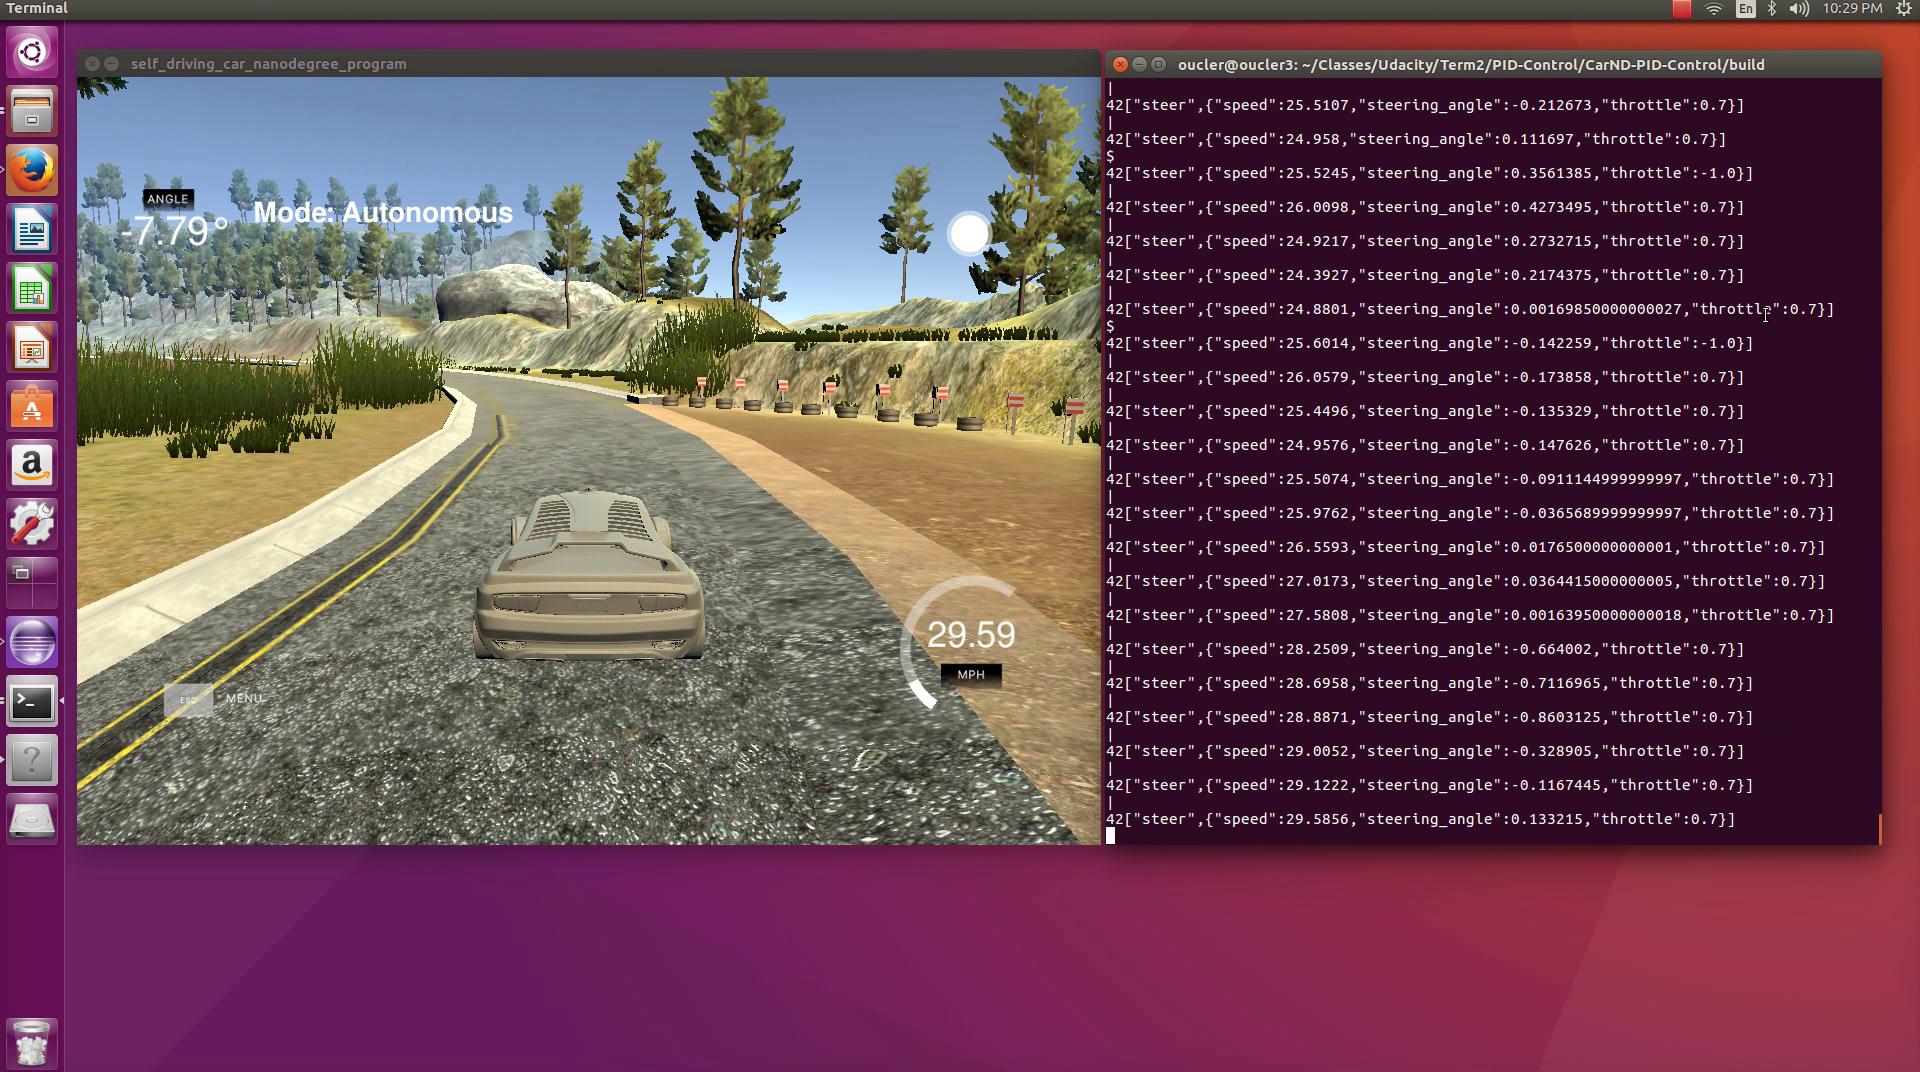 Terminal
En
10:29 PM
self_driving_car_nanodegree_program
ANGLE
-7.79°
Mode: Autonomous
29.59
MPH
ESC
MENU
a
>_
?
oucler@oucler3: ~/Classes/Udacity/Term2/PID-Control/CarND-PID-Control/build
|
42["steer",{"speed":25.5107,"steering_angle":-0.212673,"throttle":0.7}]
|
42["steer",{"speed":24.958,"steering_angle":0.111697,"throttle":0.7}]
$
42["steer",{"speed":25.5245,"steering_angle":0.3561385,"throttle":-1.0}]
|
42["steer",{"speed":26.0098,"steering_angle":0.4273495,"throttle":0.7}]
|
42["steer",{"speed":24.9217,"steering_angle":0.2732715,"throttle":0.7}]
|
42["steer",{"speed":24.3927,"steering_angle":0.2174375,"throttle":0.7}]
|
42["steer",{"speed":24.8801,"steering_angle":0.00169850000000027,"throttle":0.7}]
$
42["steer",{"speed":25.6014,"steering_angle":-0.142259,"throttle":-1.0}]
|
42["steer",{"speed":26.0579,"steering_angle":-0.173858,"throttle":0.7}]
|
42["steer",{"speed":25.4496,"steering_angle":-0.135329,"throttle":0.7}]
|
42["steer",{"speed":24.9576,"steering_angle":-0.147626,"throttle":0.7}]
|
42["steer",{"speed":25.5074,"steering_angle":-0.0911144999999997,"throttle":0.7}]
|
42["steer",{"speed":25.9762,"steering_angle":-0.0365689999999997,"throttle":0.7}]
|
42["steer",{"speed":26.5593,"steering_angle":0.0176500000000001,"throttle":0.7}]
|
42["steer",{"speed":27.0173,"steering_angle":0.0364415000000005,"throttle":0.7}]
|
42["steer",{"speed":27.5808,"steering_angle":0.00163950000000018,"throttle":0.7}]
|
42["steer",{"speed":28.2509,"steering_angle":-0.664002,"throttle":0.7}]
|
42["steer",{"speed":28.6958,"steering_angle":-0.7116965,"throttle":0.7}]
|
42["steer",{"speed":28.8871,"steering_angle":-0.8603125,"throttle":0.7}]
|
42["steer",{"speed":29.0052,"steering_angle":-0.328905,"throttle":0.7}]
|
42["steer",{"speed":29.1222,"steering_angle":-0.1167445,"throttle":0.7}]
|
42["steer",{"speed":29.5856,"steering_angle":0.133215,"throttle":0.7}]